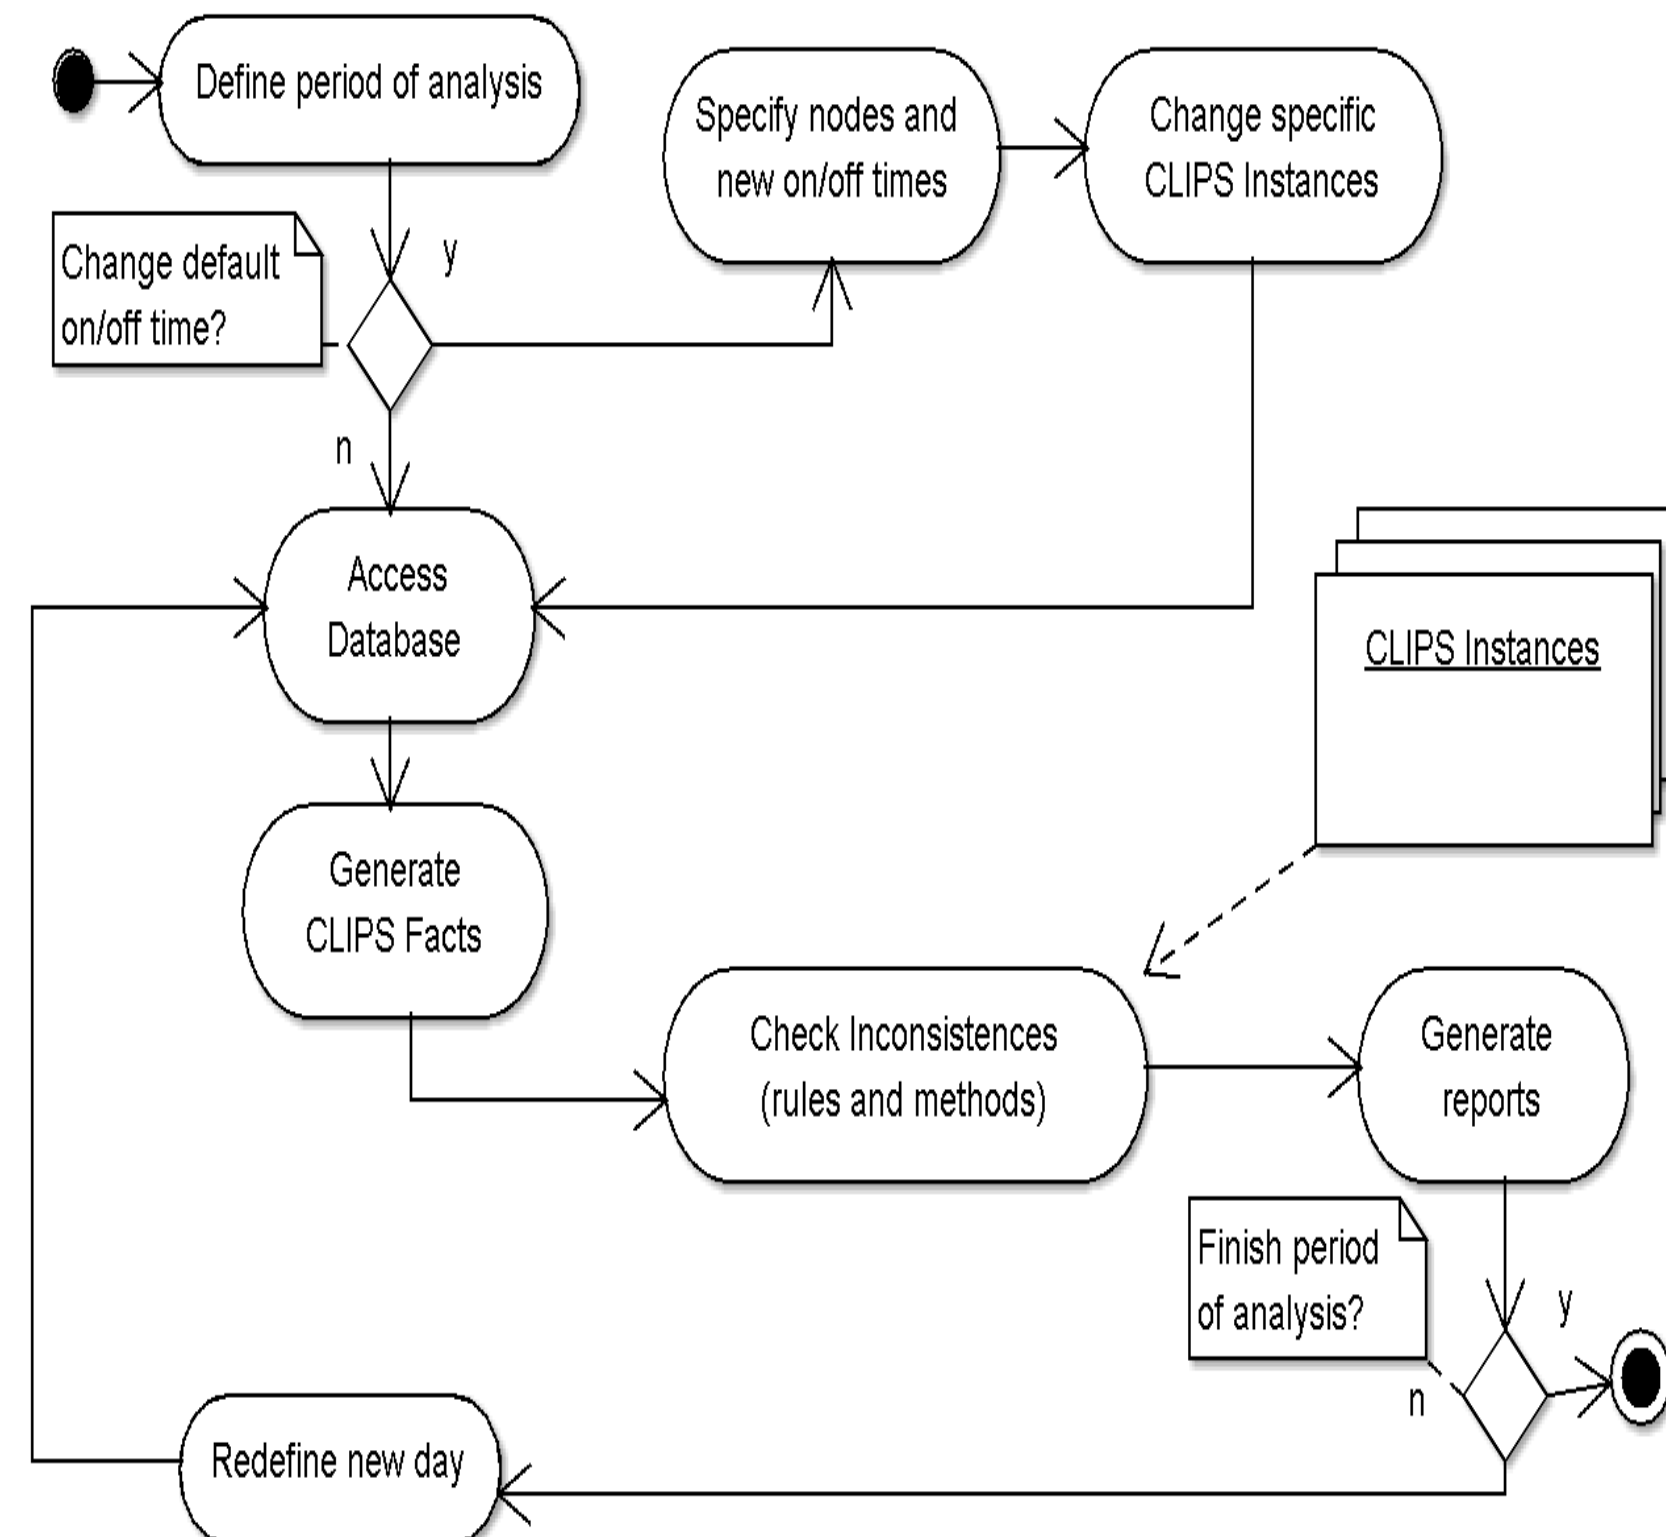 Define period of analysis
Specify nodes and
new on/off times
Change specific
CLIPS Instances
Change default
on/off time?
y
n
Access
Database
CLIPS Instances
Generate
CLIPS Facts
Check Inconsistences
(rules and methods)
Generate
reports
Finish period
of analysis?
y
n
Redefine new day